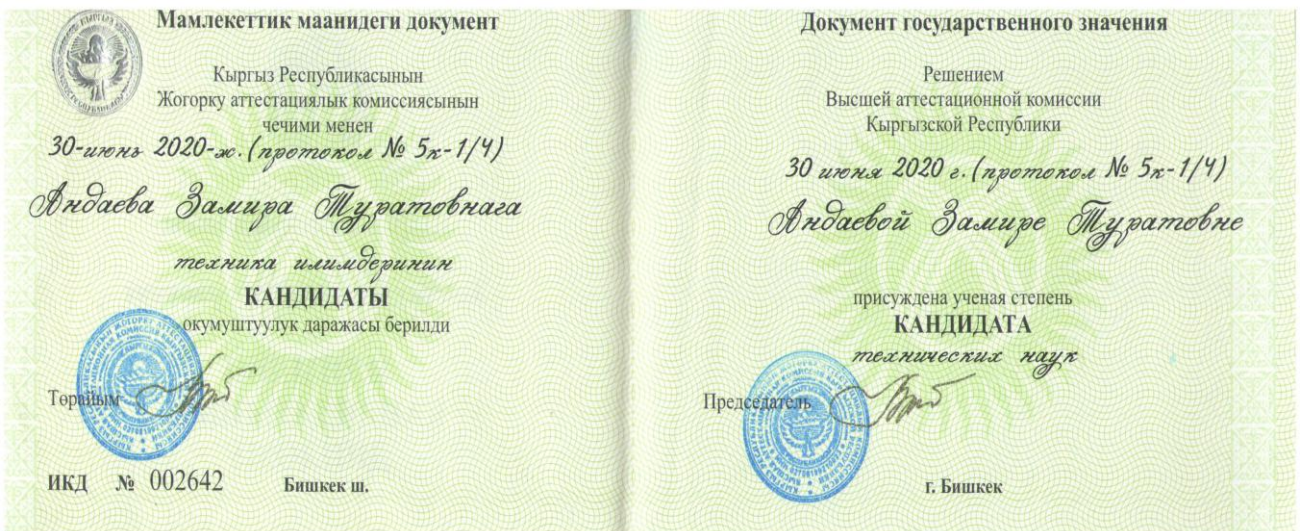 Мамлекеттик маанидеги документ
Кыргыз Республикасынын
Жогорку аттестациялык комиссиясынын
чечими менен
30-июнь 2020-ж. (протокол № 5к-1/4)
Андаева Замира Туратовнага
техника илимдеринин
КАНДИДАТЫ
окумуштуулук даражасы берилди
Төрайым
ИКД № 002642 Бишкек ш.
Документ государственного значения
Решением
Высшей аттестационной комиссии
Кыргызской Республики
30 июня 2020 г. (протокол № 5к-1/4)
Андаевой Замире Туратовне
присуждена ученая степень
КАНДИДАТА
технических наук
Председатель
г. Бишкек